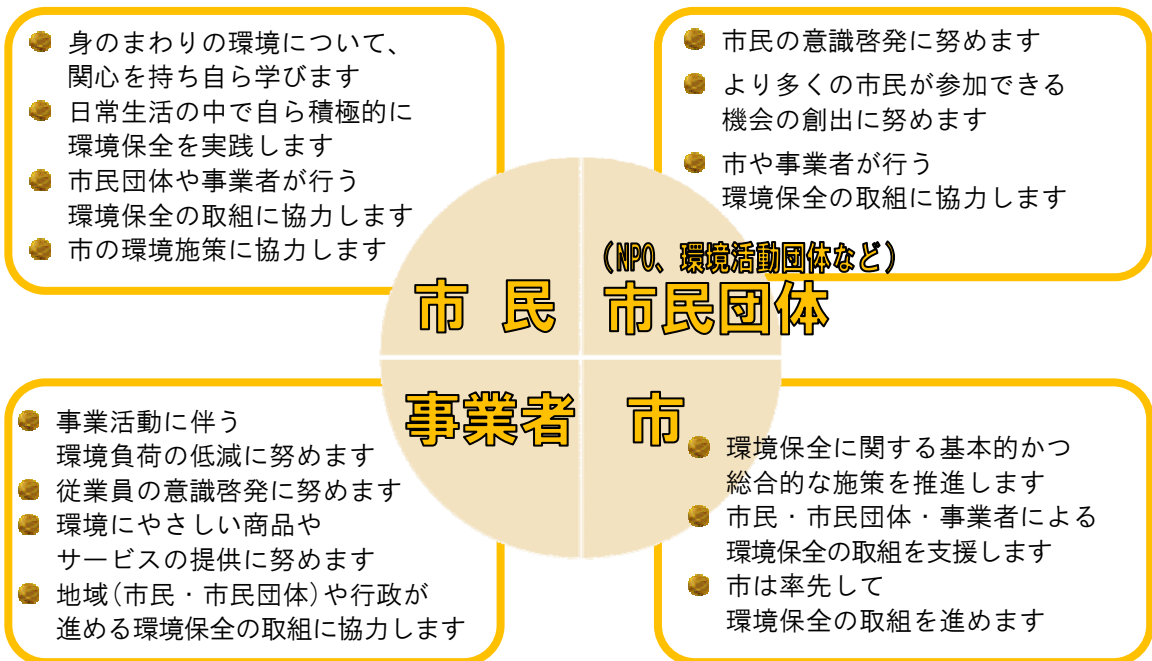 身のまわりの環境について、
関心を持ち自ら学びます
日常生活の中で自ら積極的に
環境保全を実践します
市民団体や事業者が行う
環境保全の取組に協力します
市の環境施策に協力します
市民の意識啓発に努めます
より多くの市民が参加できる
機会の創出に努めます
市や事業者が行う
環境保全の取組に協力します
市 民
（NPO、環境活動団体など）
市民団体
事業者
市
事業活動に伴う
環境負荷の低減に努めます
従業員の意識啓発に努めます
環境にやさしい商品や
サービスの提供に努めます
地域(市民・市民団体)や行政が
進める環境保全の取組に協力します
環境保全に関する基本的かつ
総合的な施策を推進します
市民・市民団体・事業者による
環境保全の取組を支援します
市は率先して
環境保全の取組を進めます